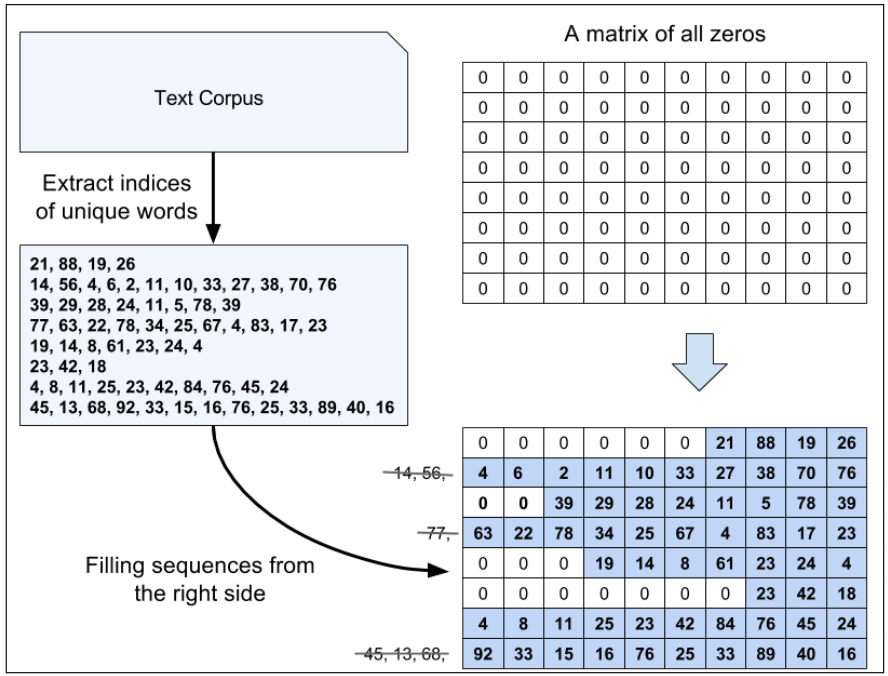 Text Corpus
Extract indices
of unique words
21, 88, 19, 26
14, 56, 4, 6, 2, 11, 10, 33, 27, 38, 70, 76
39, 29, 28, 24, 11, 5, 78, 39
77, 63, 22, 78, 34, 25, 67, 4, 83, 17, 23
19, 14, 8, 61, 23, 24, 4
23, 42, 18
4, 8, 11, 25, 23, 42, 84, 76, 45, 24
45, 13, 68, 92, 33, 15, 16, 76, 25, 33, 89, 40, 16
Filling sequences from
the right side
A matrix of all zeros
0 0 0 0 0 0 0 0 0 0
0 0 0 0 0 0 0 0 0 0
0 0 0 0 0 0 0 0 0 0
0 0 0 0 0 0 0 0 0 0
0 0 0 0 0 0 0 0 0 0
0 0 0 0 0 0 0 0 0 0
0 0 0 0 0 0 0 0 0 0
0 0 0 0 0 0 0 0 0 0
0 0 0 0 0 0 21 88 19 26
14, 56, 4 6 2 11 10 33 27 38 70 76
0 0 39 29 28 24 11 5 78 39
77, 63 22 78 34 25 67 4 83 17 23
0 0 0 19 14 8 61 23 24 4
0 0 0 0 0 0 0 23 42 18
4 8 11 25 23 42 84 76 45 24
45, 13, 68, 92 33 15 16 76 25 33 89 40 16